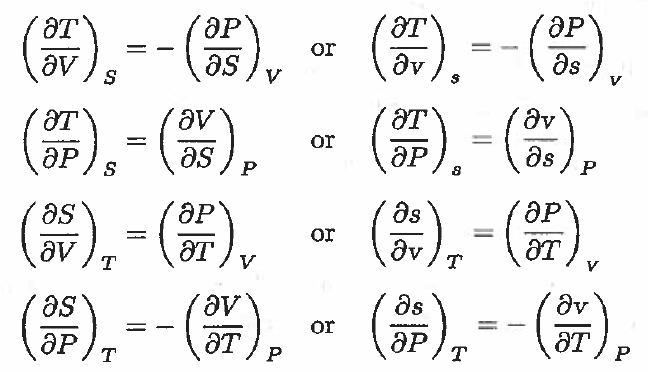 (∂T/∂V)_S = −(∂P/∂S)_V or (∂T/∂v)_s = −(∂P/∂s)_v
(∂T/∂P)_S = (∂V/∂S)_P or (∂T/∂P)_s = (∂v/∂s)_P
(∂S/∂V)_T = (∂P/∂T)_V or (∂s/∂v)_T = (∂P/∂T)_v
(∂S/∂P)_T = −(∂V/∂T)_P or (∂s/∂P)_T = −(∂v/∂T)_P